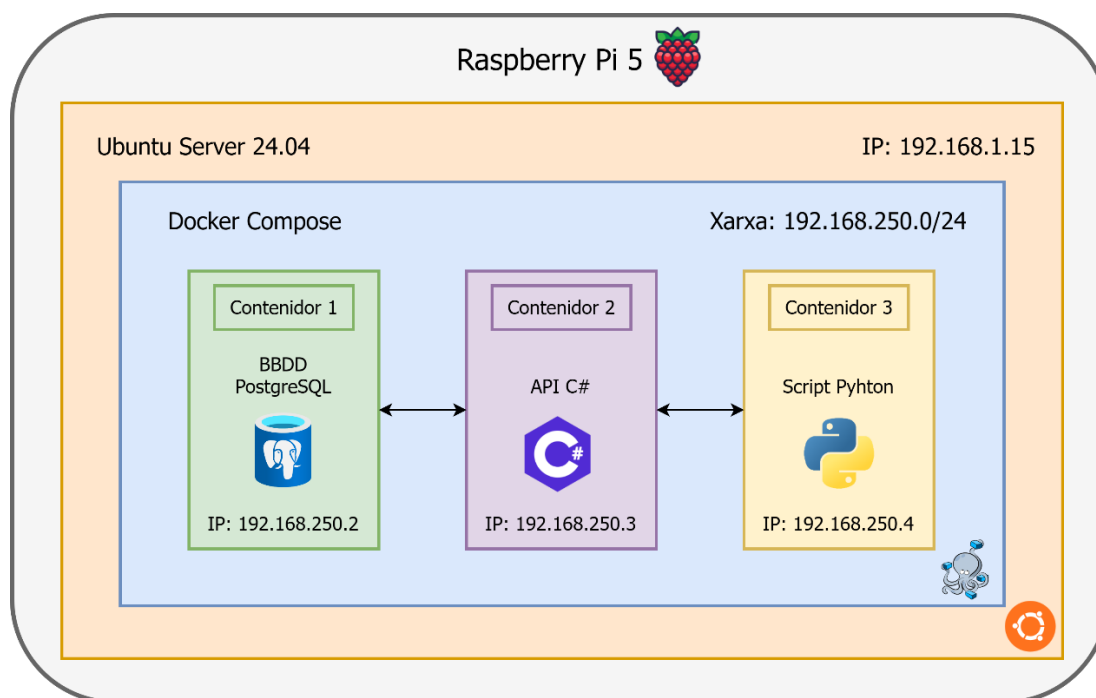 Raspberry Pi 5
Ubuntu Server 24.04
IP: 192.168.1.15
Docker Compose
Xarxa: 192.168.250.0/24
Contenidor 1
BBDD
PostgreSQL
IP: 192.168.250.2
Contenidor 2
API C#
C#
IP: 192.168.250.3
Contenidor 3
Script Pyhton
IP: 192.168.250.4